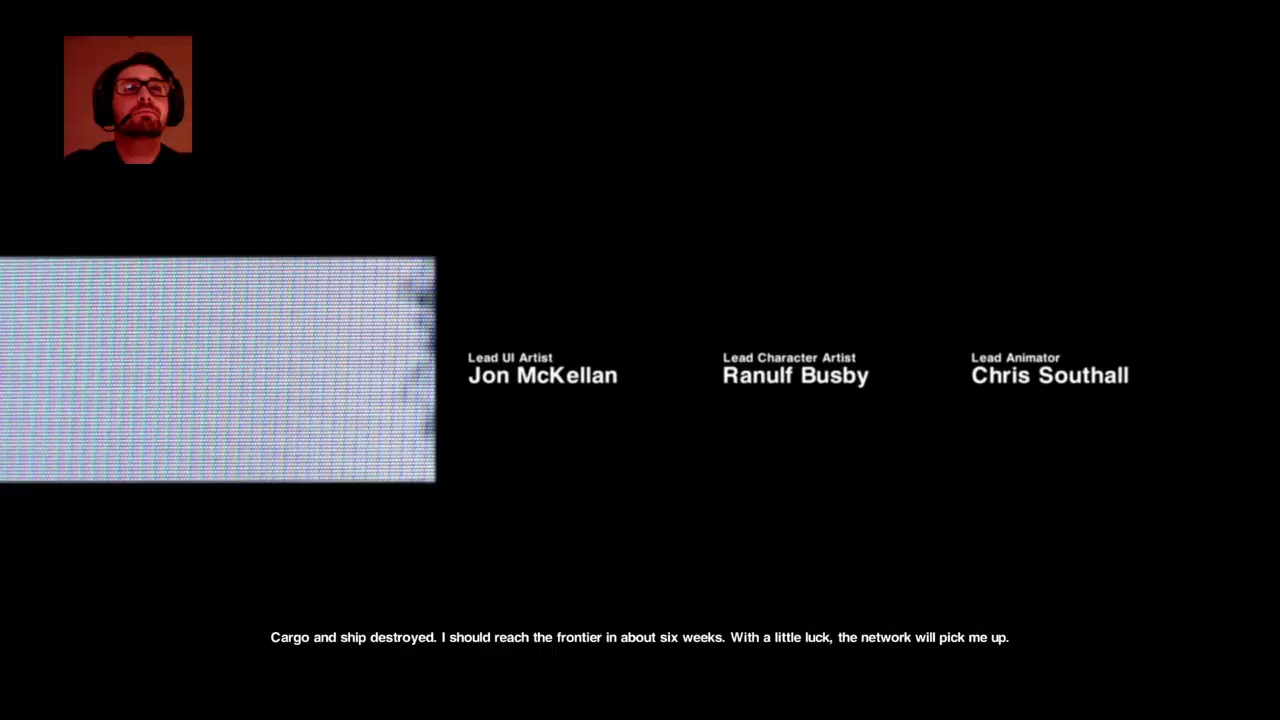 Lead UI Artist
Jon McKellan
Lead Character Artist
Ranulf Busby
Lead Animator
Chris Southall
Cargo and ship destroyed. I should reach the frontier in about six weeks. With a little luck, the network will pick me up.